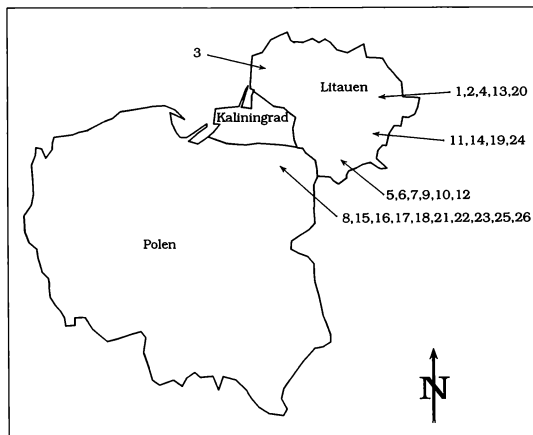 3
Litauen
1,2,4,13,20
Kaliningrad
11,14,19,24
5,6,7,9,10,12
8,15,16,17,18,21,22,23,25,26
Polen
N